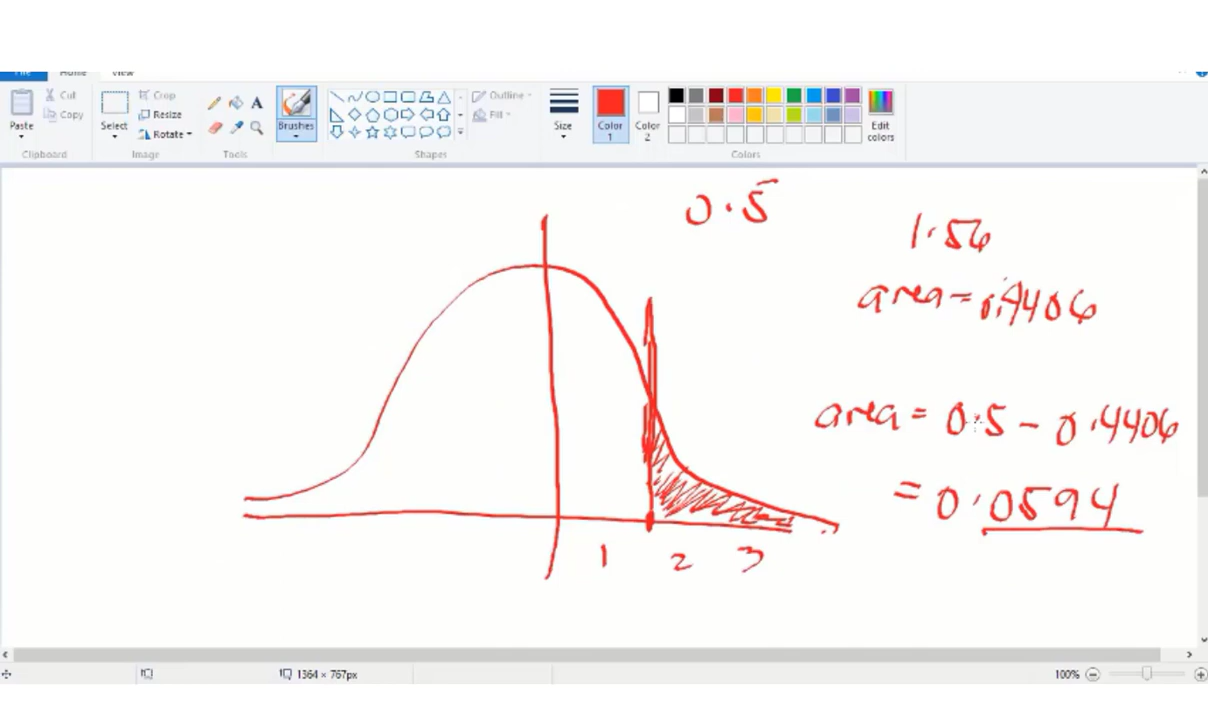 File Home View
Cut
Copy
Paste
Clipboard
Select
Crop
Resize
Rotate
Image
Tools
Brushes
Shapes
Outline
Fill
Size
Color 1
Color 2
Colors
Edit colors
0.5
1.56
area = 0.4406
area = 0.5 - 0.4406
= 0.0594
1 2 3
1364 × 767px
100%